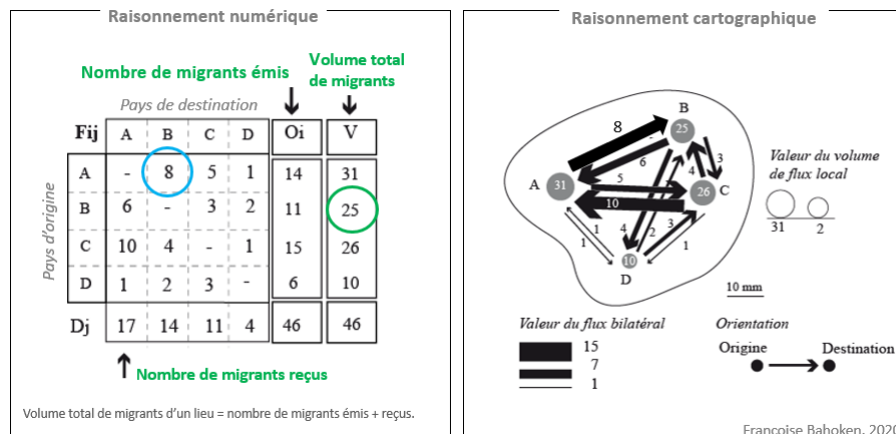 Raisonnement numérique
Nombre de migrants émis
Volume total
de migrants
Pays de destination
Fij A B C D Oi V
Pays d'origine
A - 8 5 1 14 31
B 6 - 3 2 11 25
C 10 4 - 1 15 26
D 1 2 3 - 6 10
Dj 17 14 11 4 46 46
Nombre de migrants reçus
Volume total de migrants d'un lieu = nombre de migrants émis + reçus.
Raisonnement cartographique
B
8 25
- 6 4 3
A 31 5 26 C
10
1 1 4 2 3 1
10
D
Valeur du volume
de flux local
31 2
10 mm
Valeur du flux bilatéral
15
7
1
Orientation
Origine Destination
Françoise Bahoken, 2020